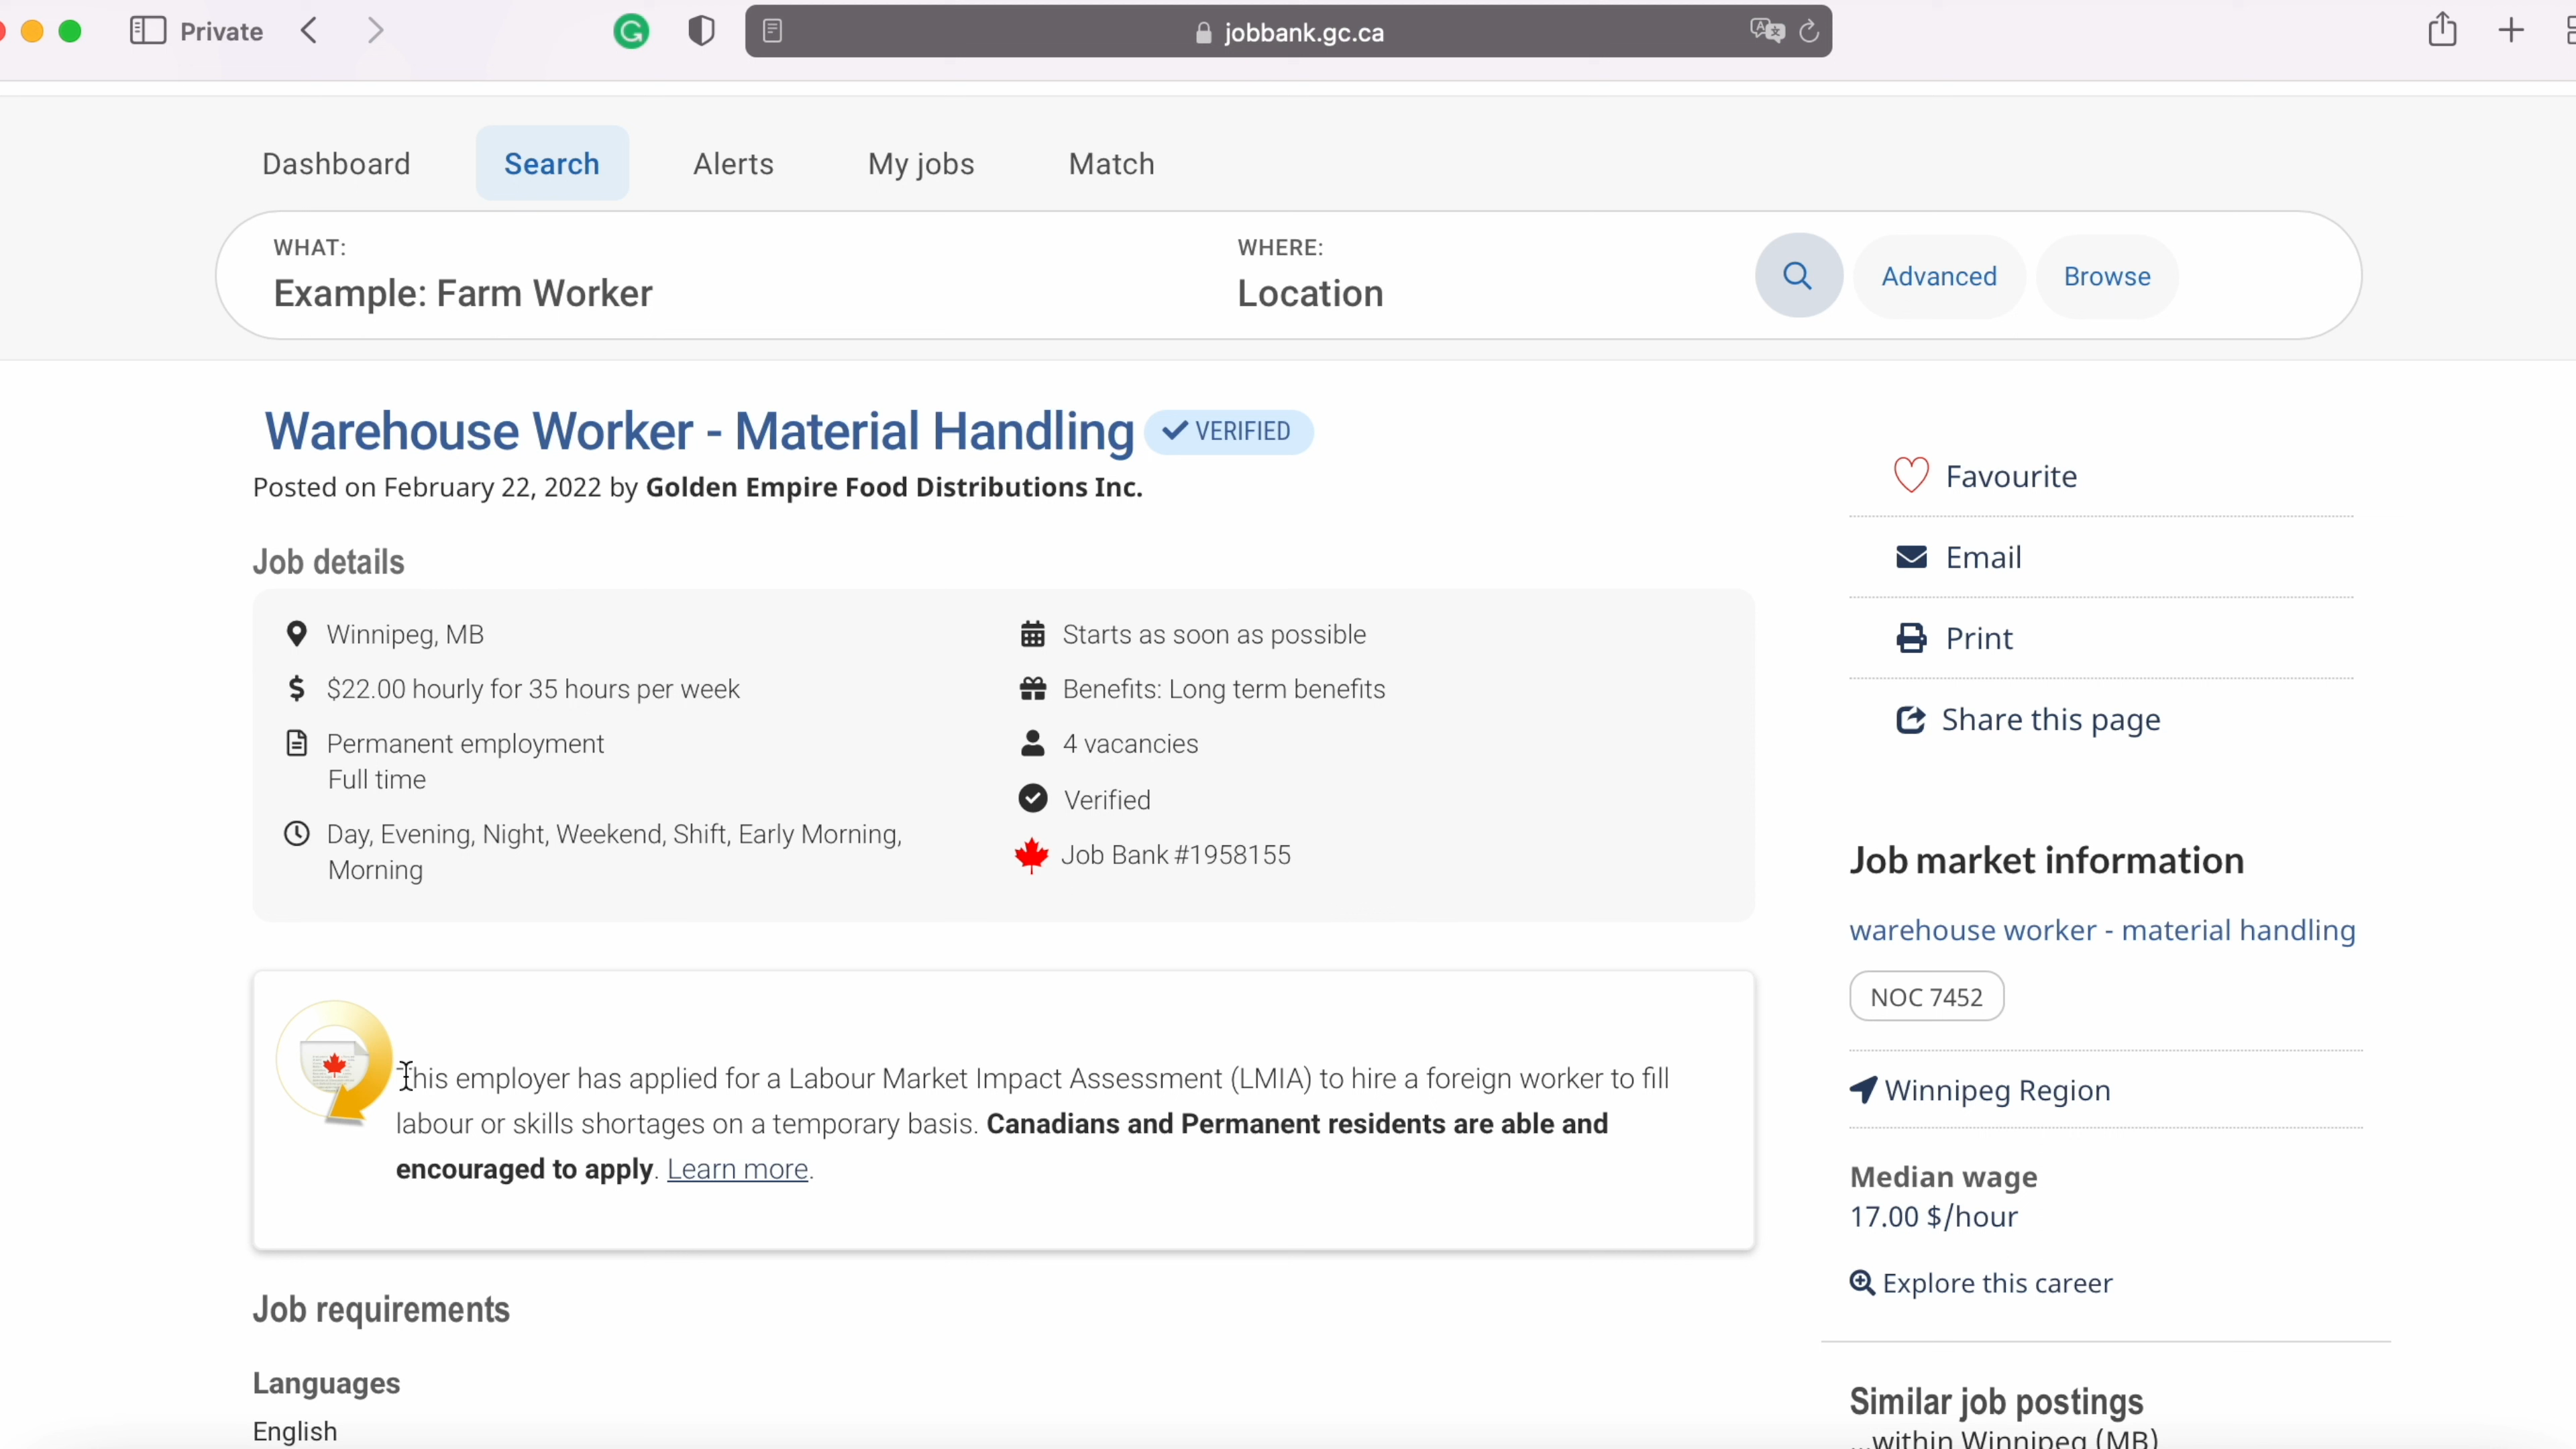 Private
jobbank.gc.ca
Dashboard Search Alerts My jobs Match
WHAT:
Example: Farm Worker
WHERE:
Location
Advanced
Browse
Warehouse Worker - Material Handling
VERIFIED
Posted on February 22, 2022 by Golden Empire Food Distributions Inc.
Job details
Winnipeg, MB
$22.00 hourly for 35 hours per week
Permanent employment
Full time
Day, Evening, Night, Weekend, Shift, Early Morning,
Morning
Starts as soon as possible
Benefits: Long term benefits
4 vacancies
Verified
Job Bank #1958155
This employer has applied for a Labour Market Impact Assessment (LMIA) to hire a foreign worker to fill
labour or skills shortages on a temporary basis. Canadians and Permanent residents are able and
encouraged to apply. Learn more.
Job requirements
Languages
English
Favourite
Email
Print
Share this page
Job market information
warehouse worker - material handling
NOC 7452
Winnipeg Region
Median wage
17.00 $/hour
Explore this career
Similar job postings
...within Winnipeg (MB)